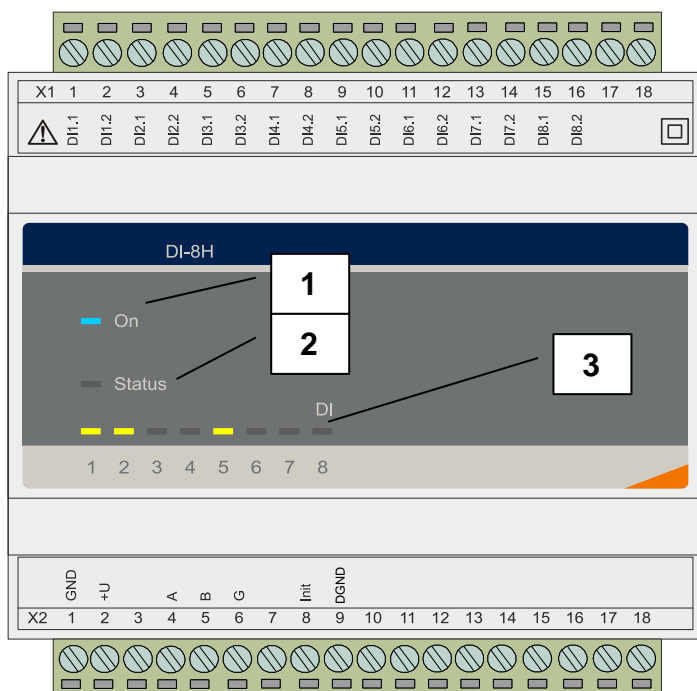 X1 1 2 3 4 5 6 7 8 9 10 11 12 13 14 15 16 17 18
DI1.1 DI1.2 DI2.1 DI2.2 DI3.1 DI3.2 DI4.1 DI4.2 DI5.1 DI5.2 DI6.1 DI6.2 DI7.1 DI7.2 DI8.1 DI8.2
DI-8H
1
On
2
Status
3
DI
1 2 3 4 5 6 7 8
GND +U A B G Init DGND
X2 1 2 3 4 5 6 7 8 9 10 11 12 13 14 15 16 17 18